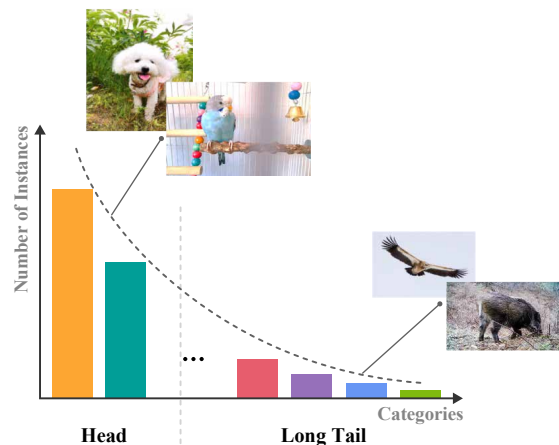 Number of Instances
...
Categories
Head
Long Tail